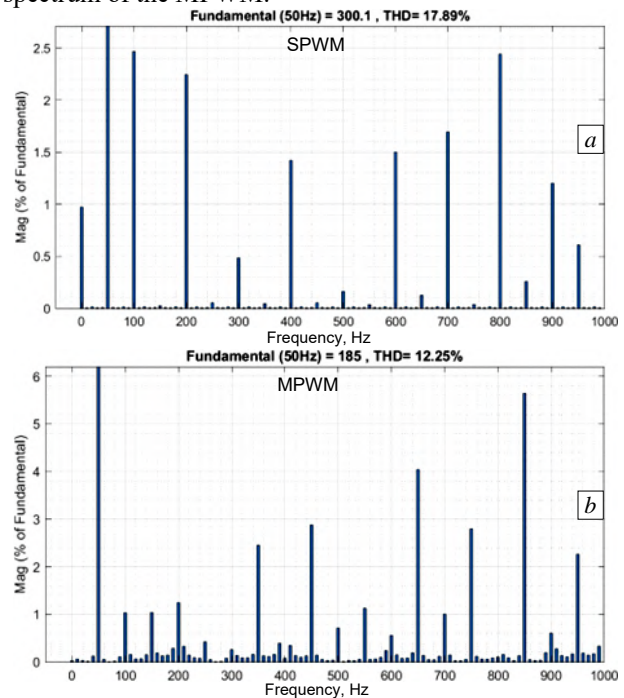 spectrum of the MPWM.
Fundamental (50Hz) = 300.1 , THD= 17.89%
SPWM
a
Mag (% of Fundamental)
2.5
2
1.5
1
0.5
0
0 100 200 300 400 500 600 700 800 900 1000
Frequency, Hz
Fundamental (50Hz) = 185 , THD= 12.25%
MPWM
b
Mag (% of Fundamental)
6
5
4
3
2
1
0
0 100 200 300 400 500 600 700 800 900 1000
Frequency, Hz